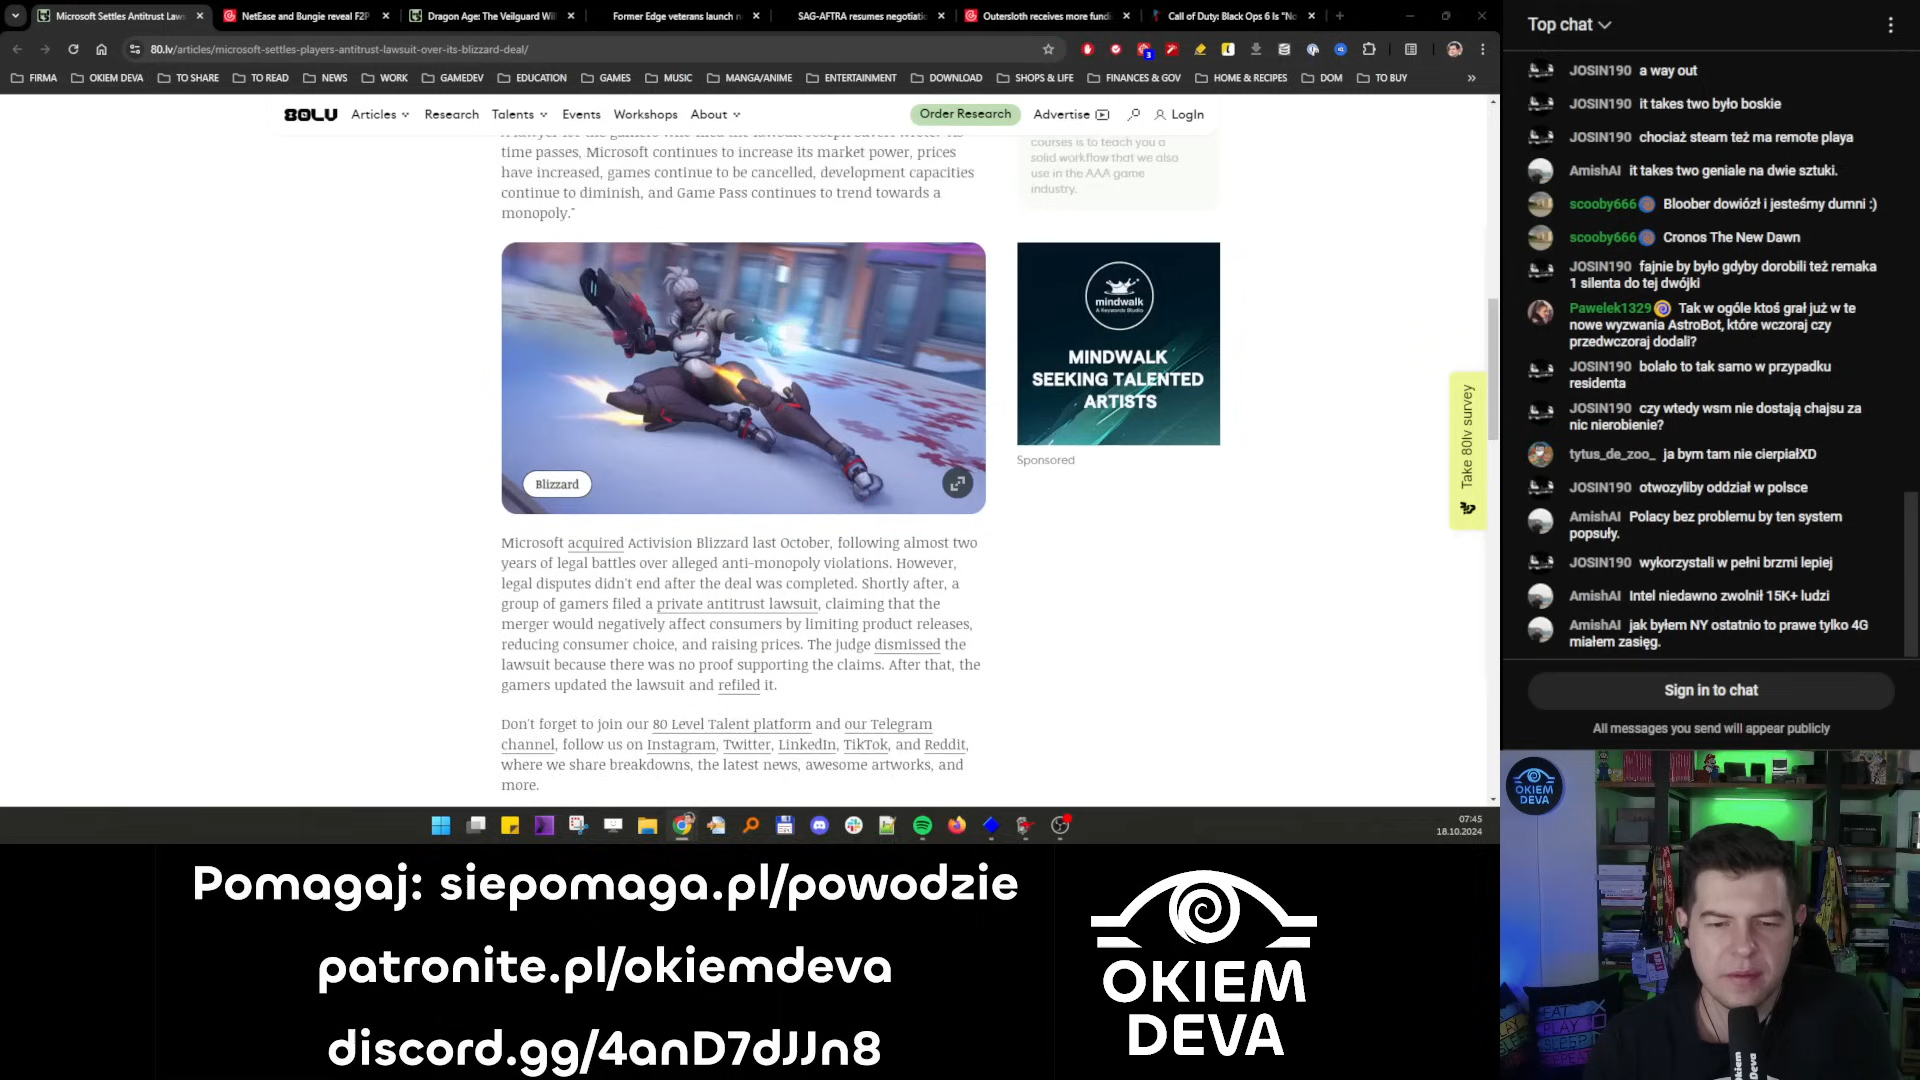 Microsoft Settles Antitrust Laws
NetEase and Bungie reveal F2P
Dragon Age: The Veilguard Wil
Former Edge veterans launch n
SAG-AFTRA resumes negotiatio
Outersloth receives more fundi
Call of Duty: Black Ops 6 Is "No
80.lv/articles/microsoft-settles-players-antitrust-lawsuit-over-its-blizzard-deal/
FIRMA
OKIEM DEVA
TO SHARE
TO READ
NEWS
WORK
GAMEDEV
EDUCATION
GAMES
MUSIC
MANGA/ANIME
ENTERTAINMENT
DOWNLOAD
SHOPS & LIFE
FINANCES & GOV
HOME & RECIPES
DOM
TO BUY
80LV
Articles
Research
Talents
Events
Workshops
About
Order Research
Advertise
LogIn
time passes, Microsoft continues to increase its market power, prices
have increased, games continue to be cancelled, development capacities
continue to diminish, and Game Pass continues to trend towards a
monopoly."
courses is to teach you a
solid workflow that we also
use in the AAA game
industry.
Blizzard
mindwalk
A Keywords Studio
MINDWALK
SEEKING TALENTED
ARTISTS
Sponsored
Take 80lv survey
Microsoft acquired Activision Blizzard last October, following almost two
years of legal battles over alleged anti-monopoly violations. However,
legal disputes didn't end after the deal was completed. Shortly after, a
group of gamers filed a private antitrust lawsuit, claiming that the
merger would negatively affect consumers by limiting product releases,
reducing consumer choice, and raising prices. The judge dismissed the
lawsuit because there was no proof supporting the claims. After that, the
gamers updated the lawsuit and refiled it.
Don't forget to join our 80 Level Talent platform and our Telegram
channel, follow us on Instagram, Twitter, LinkedIn, TikTok, and Reddit,
where we share breakdowns, the latest news, awesome artworks, and
more.
07:45
18.10.2024
Pomagaj: siepomaga.pl/powodzie
patronite.pl/okiemdeva
discord.gg/4anD7dJJn8
OKIEM
DEVA
Top chat
JOSIN190 a way out
JOSIN190 it takes two było boskie
JOSIN190 chociaż steam też ma remote playa
AmishAI it takes two geniale na dwie sztuki.
scooby666 Bloober dowiózł i jesteśmy dumni :)
scooby666 Cronos The New Dawn
JOSIN190 fajnie by było gdyby dorobili też remaka
1 silenta do tej dwójki
Pawelek1329 Tak w ogóle ktoś grał już w te
nowe wyzwania AstroBot, które wczoraj czy
przedwczoraj dodali?
JOSIN190 bolało to tak samo w przypadku
residenta
JOSIN190 czy wtedy wsm nie dostają chajsu za
nic nierobienie?
tytus_de_zoo_ ja bym tam nie cierpiałXD
JOSIN190 otwozyliby oddział w polsce
AmishAI Polacy bez problemu by ten system
popsuły.
JOSIN190 wykorzystali w pełni brzmi lepiej
AmishAI Intel niedawno zwolnił 15K+ ludzi
AmishAI jak byłem NY ostatnio to prawe tylko 4G
miałem zasięg.
Sign in to chat
All messages you send will appear publicly
OKIEM
DEVA